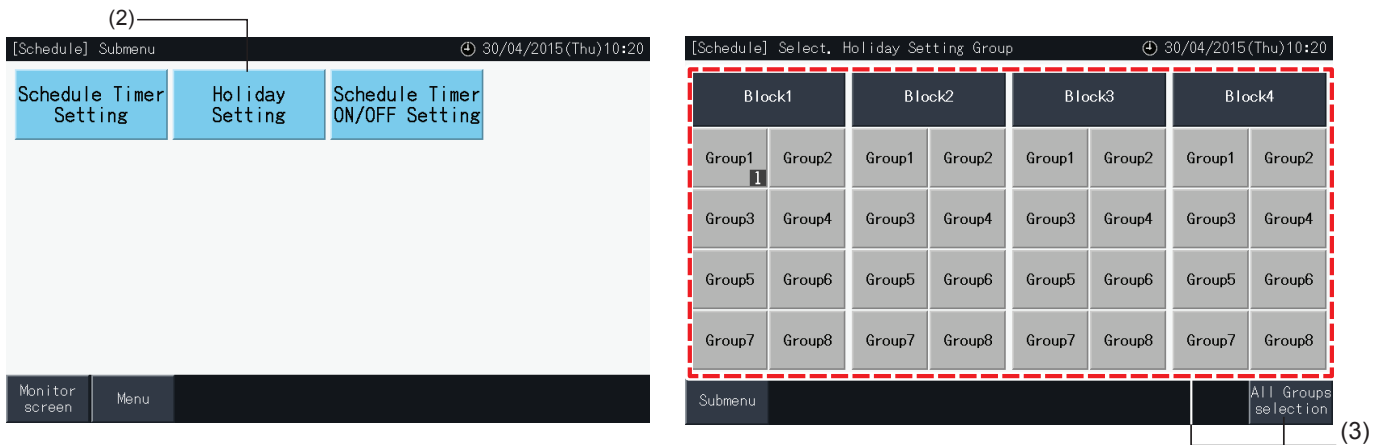 (2)
[Schedule] Submenu 30/04/2015(Thu)10:20
Schedule Timer
Setting
Holiday
Setting
Schedule Timer
ON/OFF Setting
Monitor
screen
Menu
[Schedule] Select. Holiday Setting Group 30/04/2015(Thu)10:20
Block1 Block2 Block3 Block4
Group1 Group2 Group1 Group2 Group1 Group2 Group1 Group2
1
Group3 Group4 Group3 Group4 Group3 Group4 Group3 Group4
Group5 Group6 Group5 Group6 Group5 Group6 Group5 Group6
Group7 Group8 Group7 Group8 Group7 Group8 Group7 Group8
Submenu
All Groups
selection
(3)